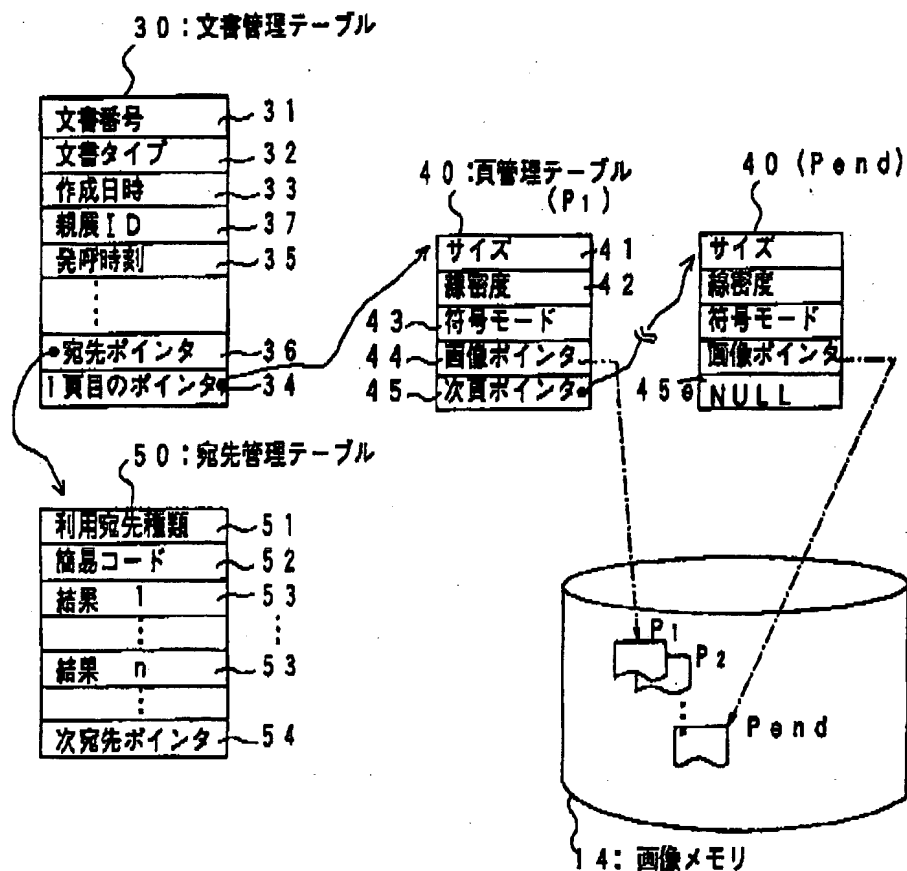 30:文書管理テーブル
文書番号 31
文書タイプ 32
作成日時 33
親展ID 37
発呼時刻 35
宛先ポインタ 36
1頁目のポインタ 34
40:頁管理テーブル
(P1)
サイズ 41
線密度 42
43 符号モード
44 画像ポインタ
45 次頁ポインタ
40(Pend)
サイズ
線密度
符号モード
画像ポインタ
45e NULL
50:宛先管理テーブル
利用宛先種類 51
簡易コード 52
結果 1 53
結果 n 53
次宛先ポインタ 54
P1
P2
Pend
14:画像メモリ